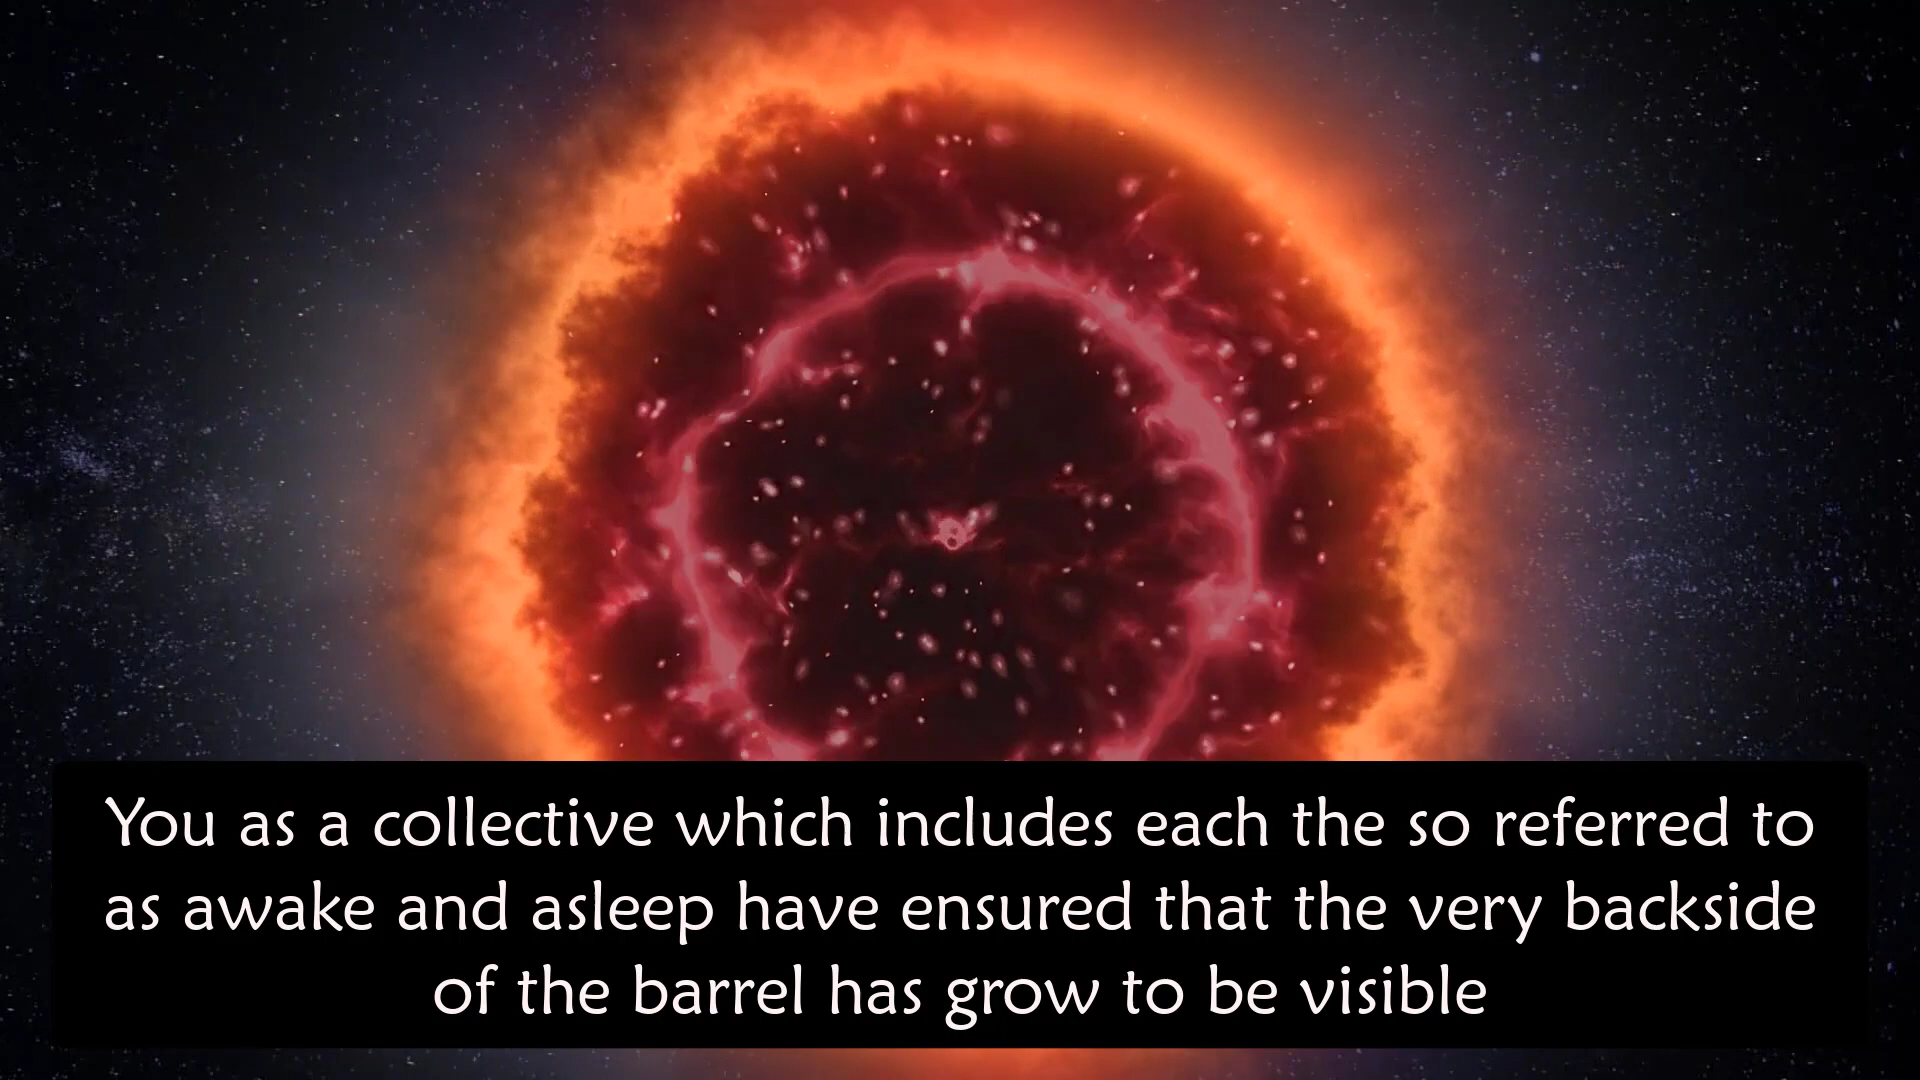 You as a collective which includes each the so referred to
as awake and asleep have ensured that the very backside
of the barrel has grow to be visible